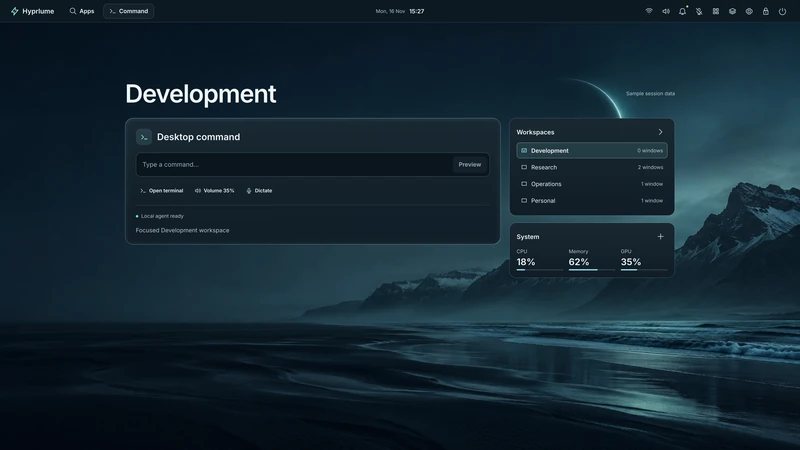 Hyprlume
Apps
Command
Mon, 16 Nov 15:27
Development
Sample session data
Desktop command
Type a command...
Preview
Open terminal
Volume 35%
Dictate
Local agent ready
Focused Development workspace
Workspaces
Development 0 windows
Research 2 windows
Operations 1 window
Personal 1 window
System
CPU Memory GPU
18% 62% 35%